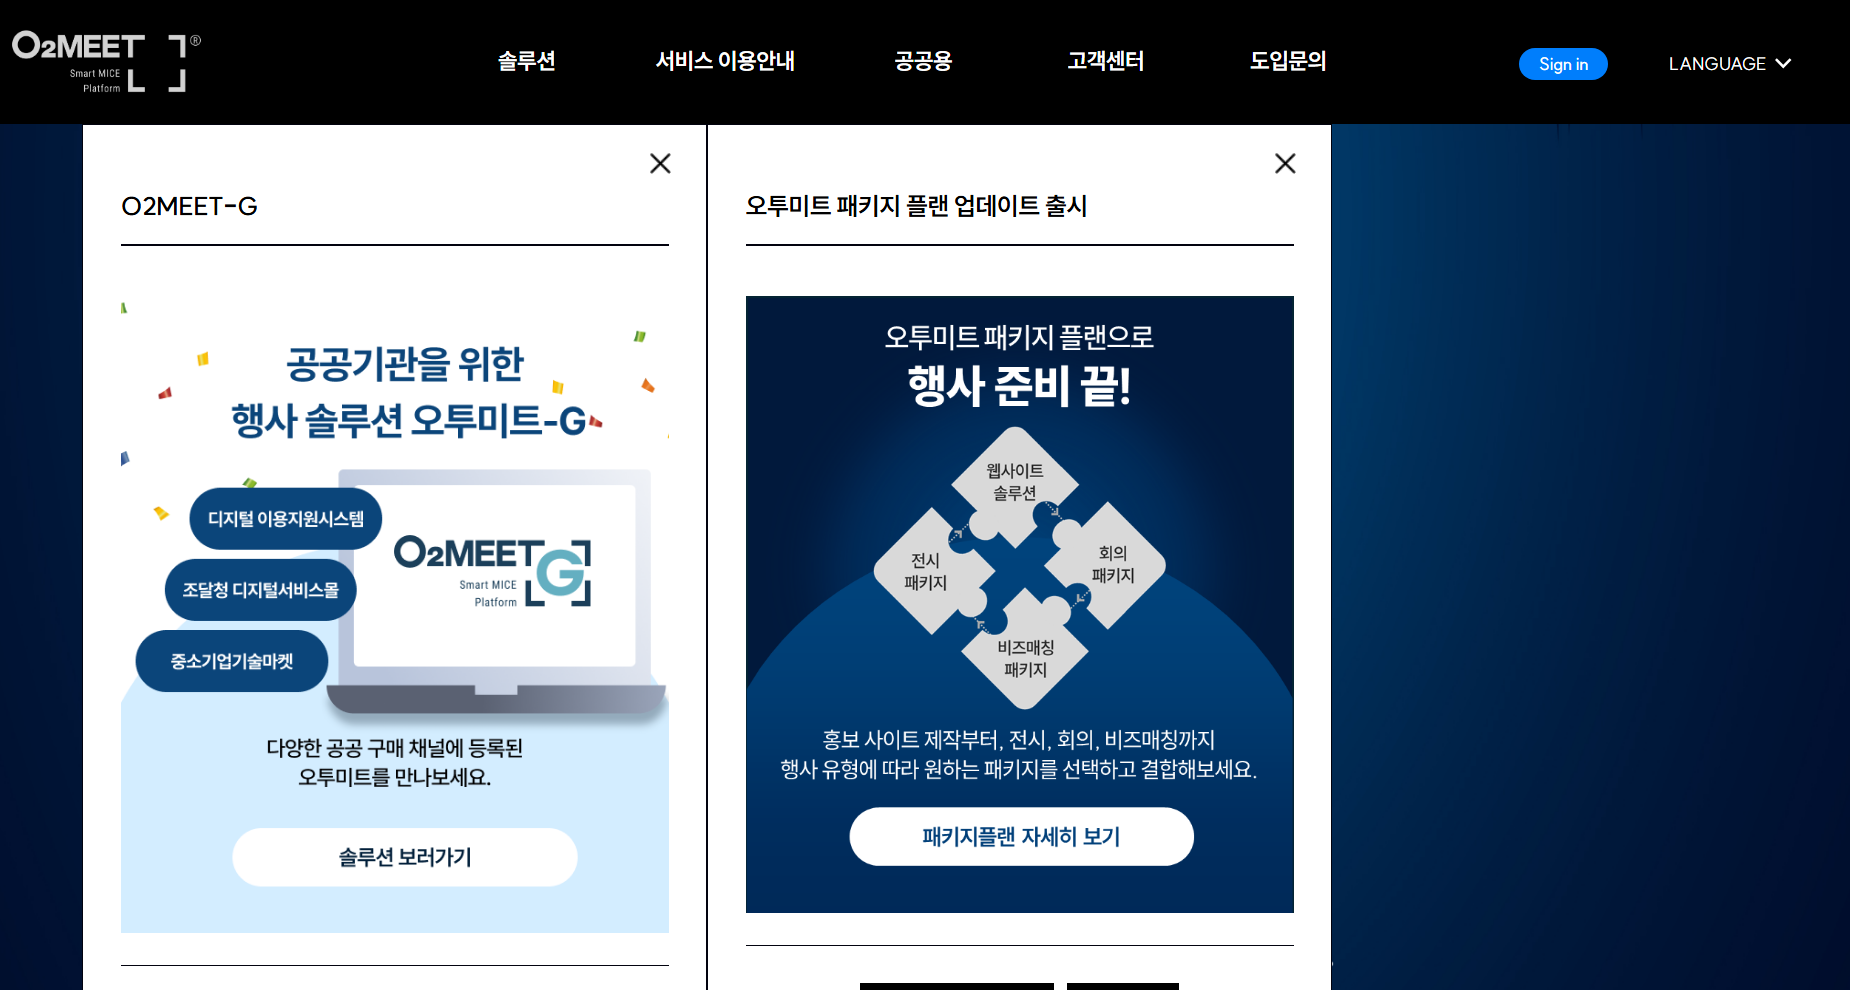 O2MEET®
Smart MICE
Platform
솔루션
서비스 이용안내
공공용
고객센터
도입문의
Sign in
LANGUAGE
O2MEET-G
공공기관을 위한
행사 솔루션 오투미트-G
디지털 이용지원시스템
조달청 디지털서비스몰
중소기업기술마켓
O2MEET G
Smart MICE
Platform
다양한 공공 구매 채널에 등록된
오투미트를 만나보세요.
솔루션 보러가기
오투미트 패키지 플랜 업데이트 출시
오투미트 패키지 플랜으로
행사 준비 끝!
웹사이트
솔루션
전시
패키지
회의
패키지
비즈매칭
패키지
홍보 사이트 제작부터, 전시, 회의, 비즈매칭까지
행사 유형에 따라 원하는 패키지를 선택하고 결합해보세요.
패키지플랜 자세히 보기